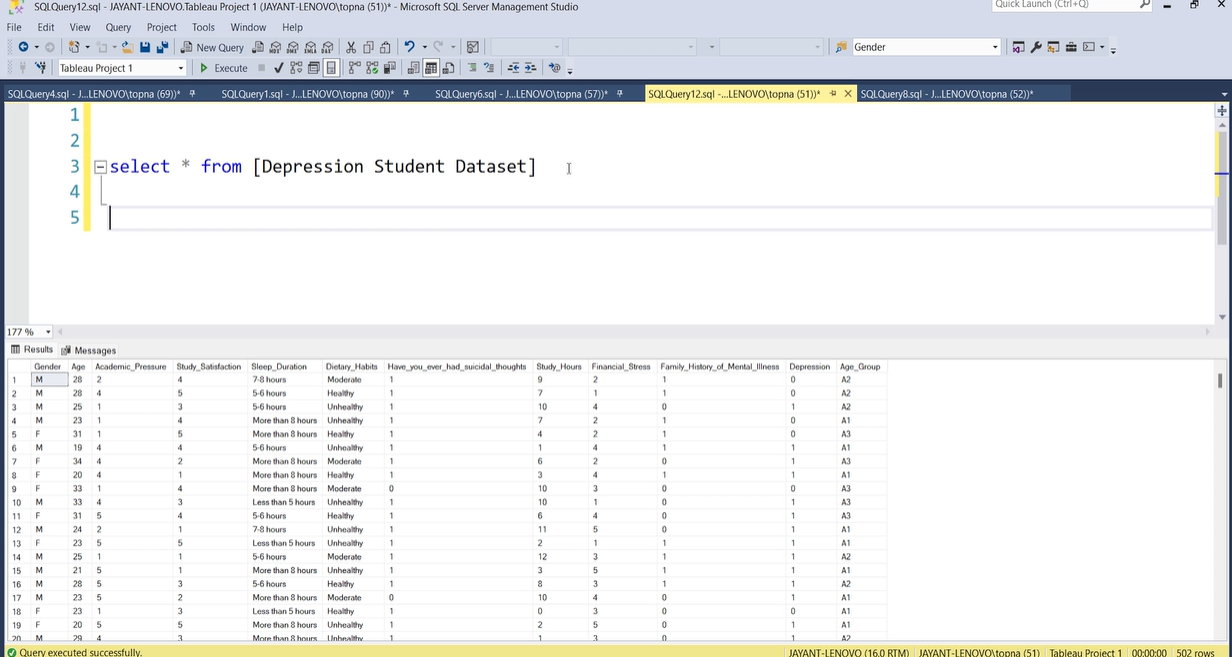 SQLQuery12.sql - JAYANT-LENOVO.Tableau Project 1 (JAYANT-LENOVO\topna (51))* - Microsoft SQL Server Management Studio
Quick Launch (Ctrl+Q)
File Edit View Query Project Tools Window Help
New Query Gender
Tableau Project 1 Execute
SQLQuery4.sql - J...LENOVO\topna (69))* SQLQuery1.sql - J...LENOVO\topna (90))* SQLQuery6.sql - J...LENOVO\topna (57))* SQLQuery12.sql -...LENOVO\topna (51))* SQLQuery8.sql - J...LENOVO\topna (52))*
1
2
3 select * from [Depression Student Dataset]
4
5
177 %
Results Messages
Gender Age Academic_Pressure Study_Satisfaction Sleep_Duration Dietary_Habits Have_you_ever_had_suicidal_thoughts Study_Hours Financial_Stress Family_History_of_Mental_Illness Depression Age_Group
1 M 28 2 4 7-8 hours Moderate 1 9 2 1 0 A2
2 M 28 4 5 5-6 hours Healthy 1 7 1 1 0 A2
3 M 25 1 3 5-6 hours Unhealthy 1 10 4 0 1 A2
4 M 23 1 4 More than 8 hours Unhealthy 1 7 2 1 0 A1
5 F 31 1 5 More than 8 hours Healthy 1 4 2 1 0 A3
6 M 19 4 4 5-6 hours Unhealthy 1 1 4 1 1 A1
7 F 34 4 2 More than 8 hours Moderate 1 6 2 0 1 A3
8 F 20 4 1 More than 8 hours Healthy 1 3 4 1 1 A1
9 F 33 1 4 More than 8 hours Moderate 0 10 3 0 0 A3
10 M 33 4 3 Less than 5 hours Unhealthy 1 10 1 0 1 A3
11 F 31 5 4 5-6 hours Healthy 1 6 4 0 1 A3
12 M 24 2 1 7-8 hours Unhealthy 1 11 5 0 1 A1
13 F 23 5 5 Less than 5 hours Unhealthy 1 2 1 1 1 A1
14 M 25 1 1 5-6 hours Moderate 1 12 3 1 1 A2
15 M 21 5 1 More than 8 hours Unhealthy 1 3 5 1 1 A1
16 M 28 5 3 5-6 hours Healthy 1 8 3 1 1 A2
17 M 23 5 2 More than 8 hours Moderate 0 10 4 0 1 A1
18 F 23 1 3 Less than 5 hours Healthy 1 0 3 0 0 A1
19 F 20 5 5 More than 8 hours Unhealthy 1 2 5 0 1 A1
20 M 29 4 3 More than 8 hours Unhealthy 1 1 3 0 1 A2
Query executed successfully. JAYANT-LENOVO (16.0 RTM) JAYANT-LENOVO\topna (51) Tableau Project 1 00:00:00 502 rows